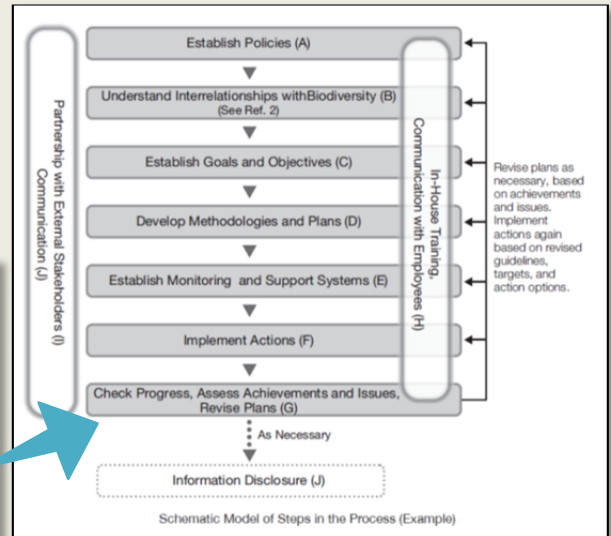 Establish Policies (A)
Understand Interrelationships withBiodiversity (B)
(See Ref. 2)
Establish Goals and Objectives (C)
Develop Methodologies and Plans (D)
Establish Monitoring and Support Systems (E)
Implement Actions (F)
Check Progress, Assess Achievements and Issues,
Revise Plans (G)
As Necessary
Information Disclosure (J)
Partnership with External Stakeholders (I)
Communication (J)
In-House Training,
Communication with Employees (H)
Revise plans as
necessary, based
on achievements
and issues.
Implement
actions again
based on revised
guidelines,
targets, and
action options.
Schematic Model of Steps in the Process (Example)